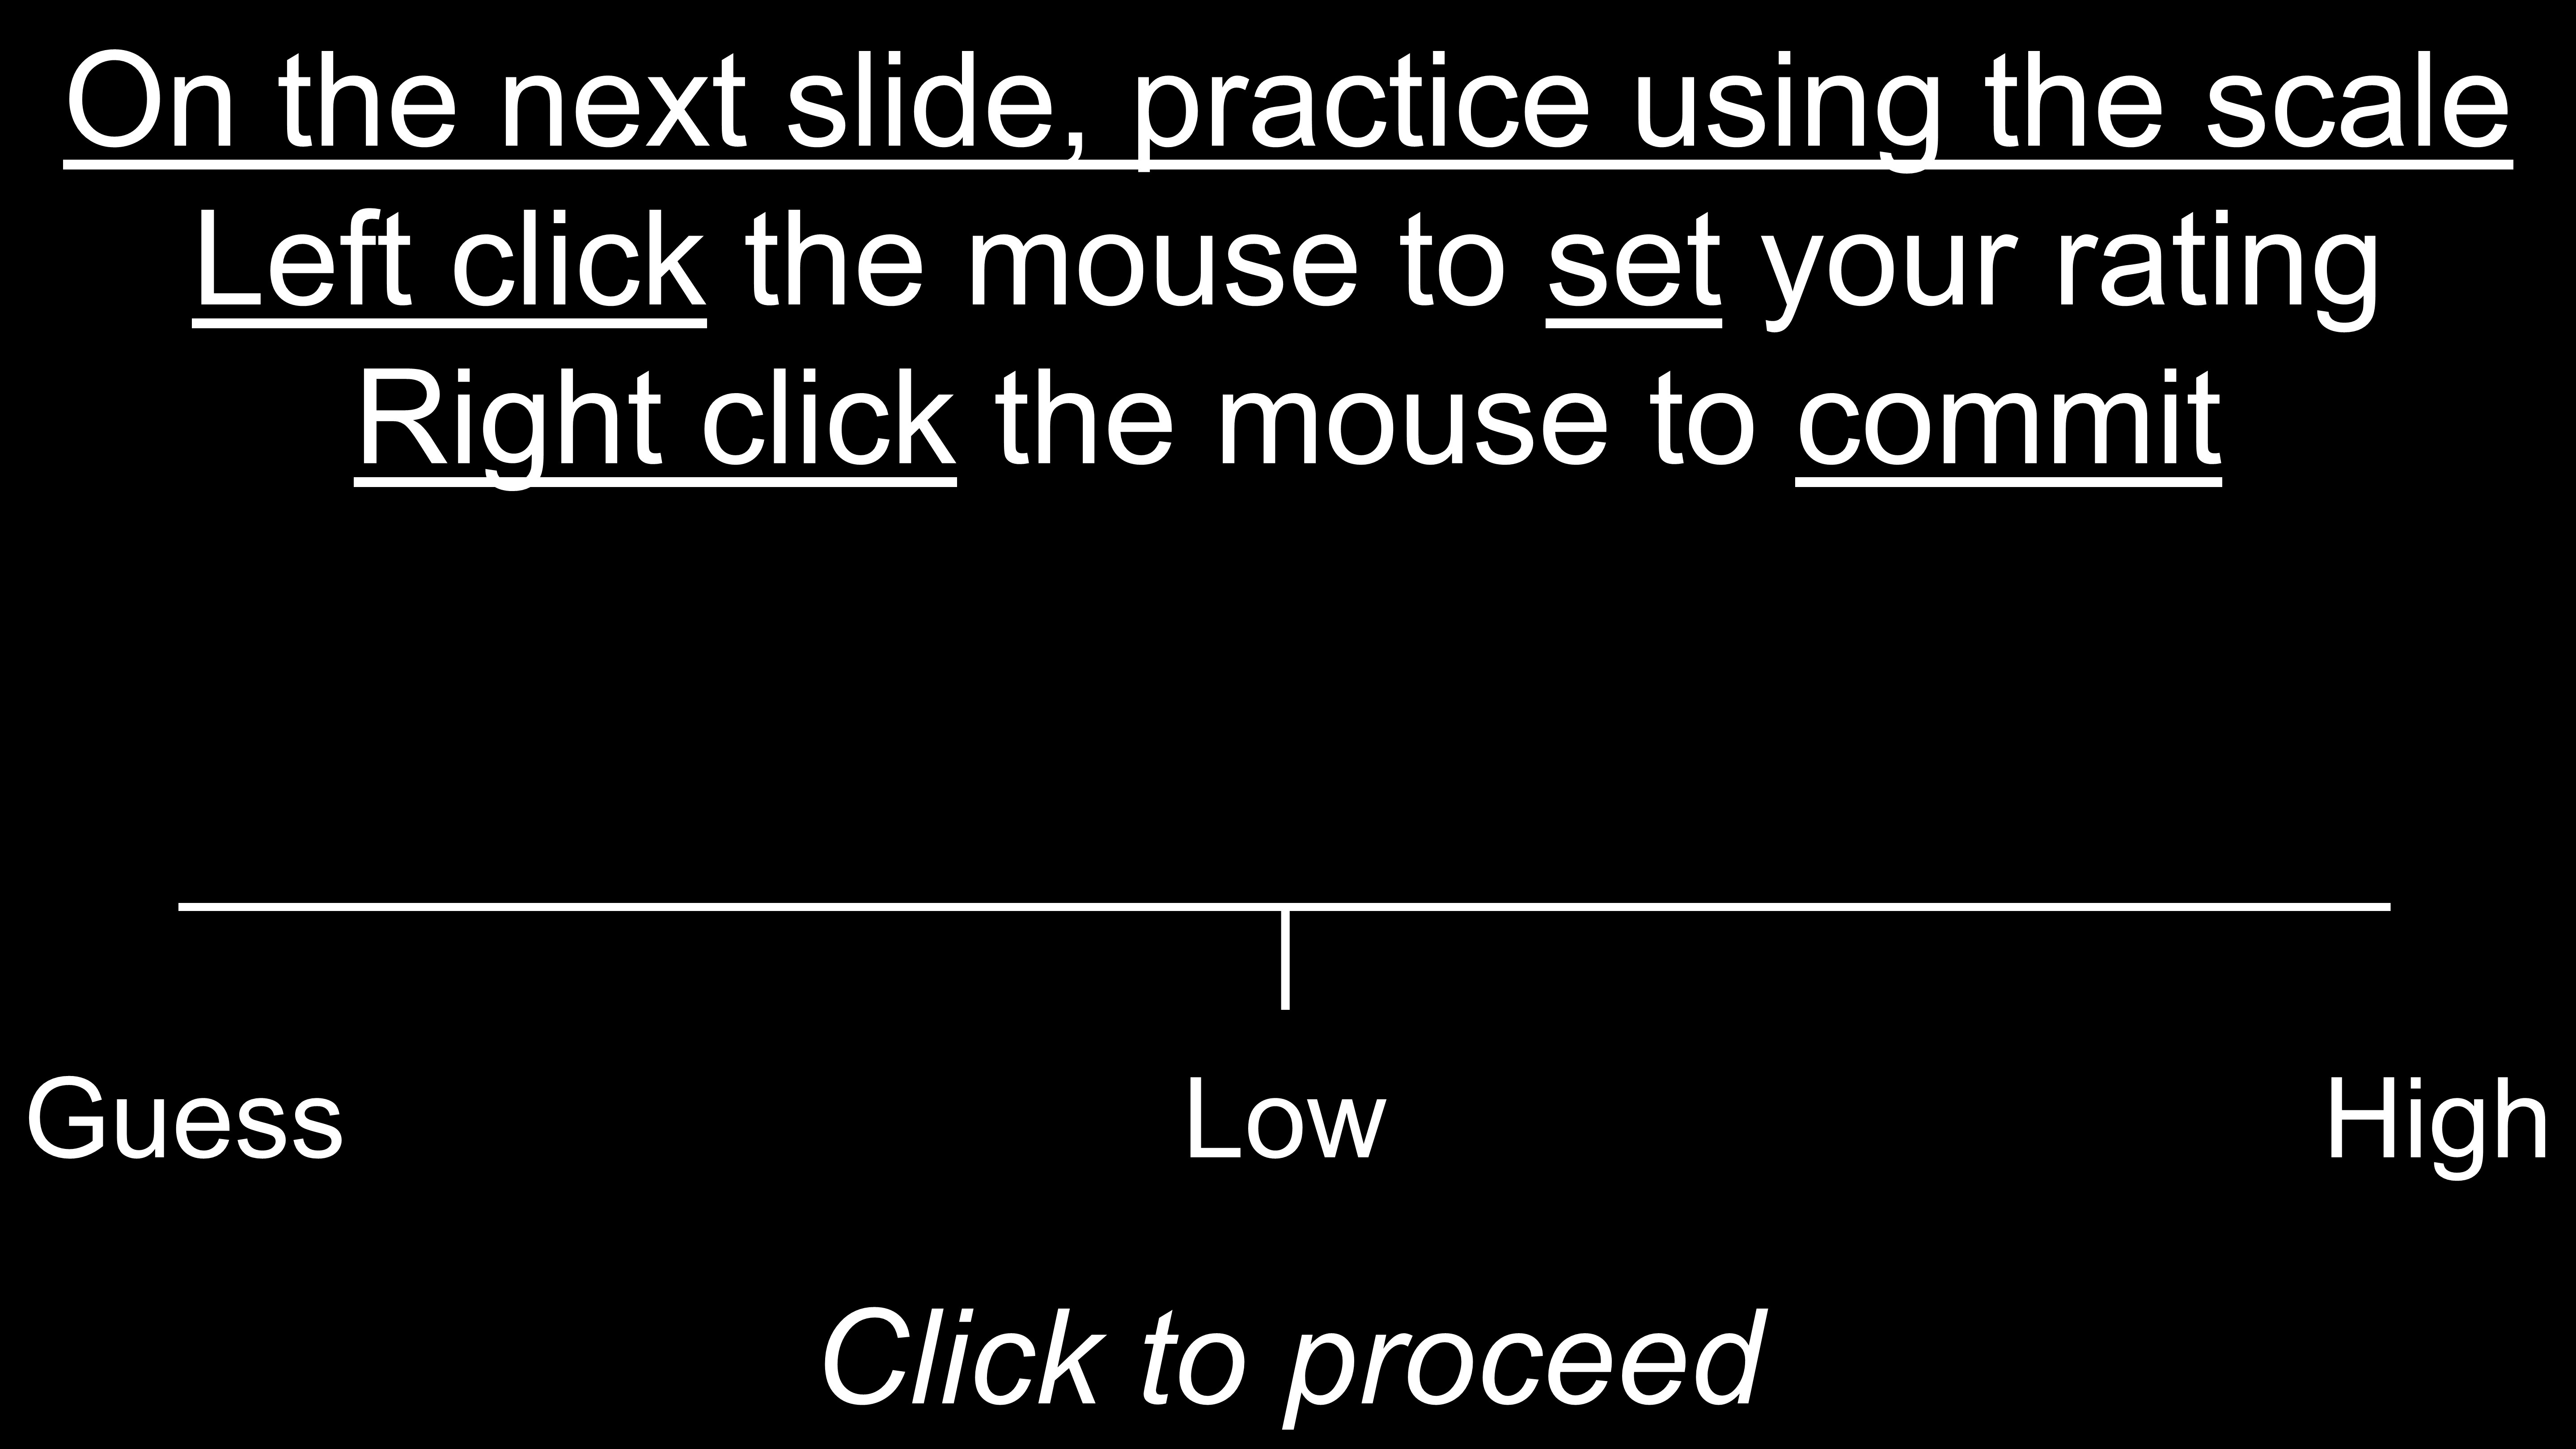 On the next slide, practice using the scale
Left click the mouse to set your rating
Right click the mouse to commit
Guess Low High
Click to proceed